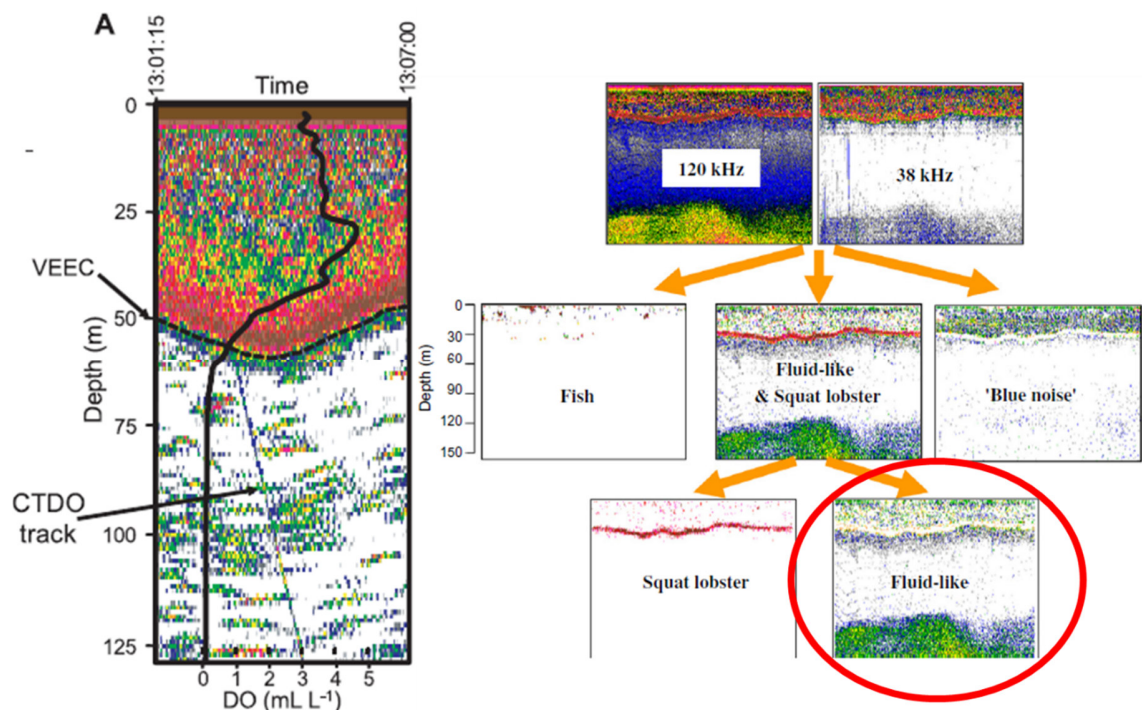 A
13:01:15
13:07:00
Time
0
25
50
75
100
125
Depth (m)
VEEC
CTDO
track
0 1 2 3 4 5
DO (mL L⁻¹)
120 kHz
38 kHz
0
30
60
90
120
150
Depth (m)
Fish
Fluid-like
& Squat lobster
'Blue noise'
Squat lobster
Fluid-like